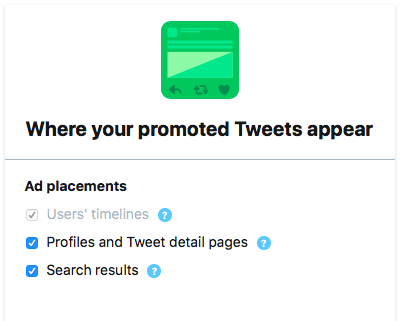 Where your promoted Tweets appear
Ad placements
Users' timelines ?
Profiles and Tweet detail pages ?
Search results ?